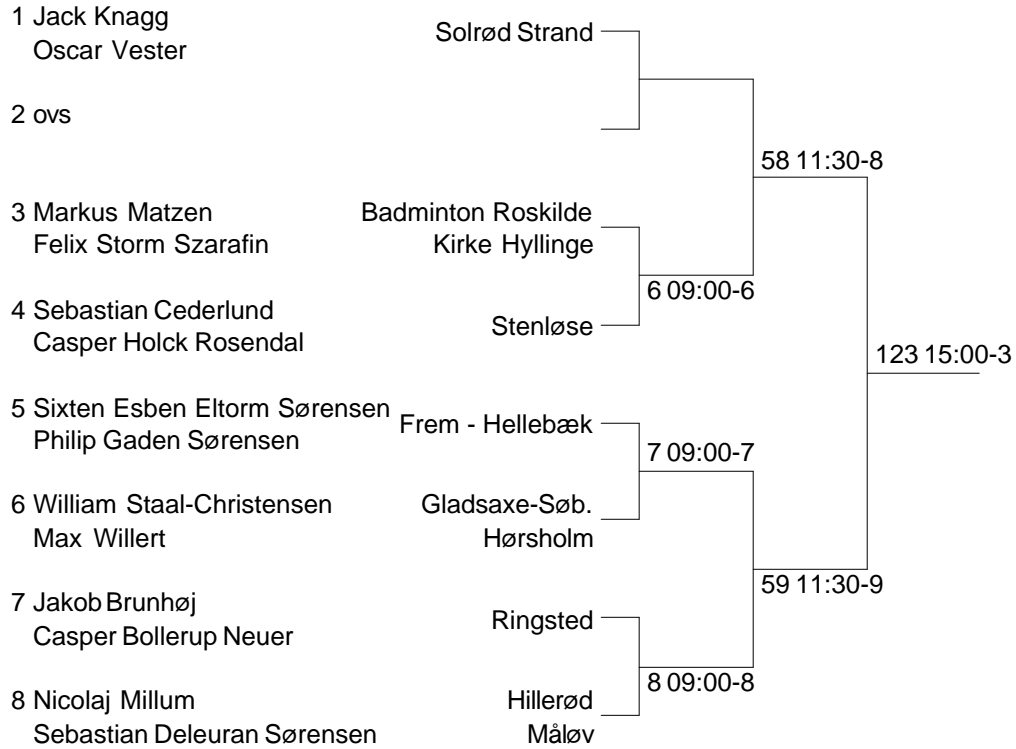 1 Jack Knagg Solrød Strand
Oscar Vester
2 ovs
58 11:30-8
3 Markus Matzen Badminton Roskilde
Felix Storm Szarafin Kirke Hyllinge
6 09:00-6
4 Sebastian Cederlund Stenløse
Casper Holck Rosendal
123 15:00-3
5 Sixten Esben Eltorm Sørensen Frem - Hellebæk
Philip Gaden Sørensen
7 09:00-7
6 William Staal-Christensen Gladsaxe-Søb.
Max Willert Hørsholm
59 11:30-9
7 Jakob Brunhøj Ringsted
Casper Bollerup Neuer
8 09:00-8
8 Nicolaj Millum Hillerød
Sebastian Deleuran Sørensen Måløv